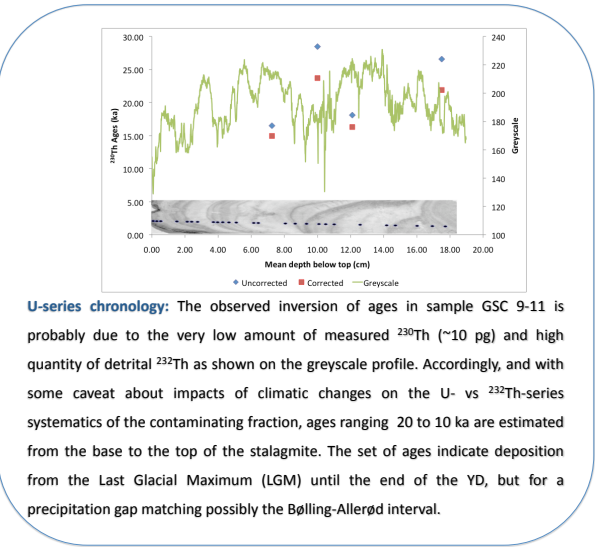 30.00
25.00
20.00
15.00
10.00
5.00
0.00
²³⁰Th Ages (ka)
240
220
200
180
160
140
120
100
Greyscale
0.00 2.00 4.00 6.00 8.00 10.00 12.00 14.00 16.00 18.00 20.00
Mean depth below top (cm)
Uncorrected Corrected Greyscale
U-series chronology: The observed inversion of ages in sample GSC 9-11 is
probably due to the very low amount of measured ²³⁰Th (~10 pg) and high
quantity of detrital ²³²Th as shown on the greyscale profile. Accordingly, and with
some caveat about impacts of climatic changes on the U- vs ²³²Th-series
systematics of the contaminating fraction, ages ranging 20 to 10 ka are estimated
from the base to the top of the stalagmite. The set of ages indicate deposition
from the Last Glacial Maximum (LGM) until the end of the YD, but for a
precipitation gap matching possibly the Bølling-Allerød interval.